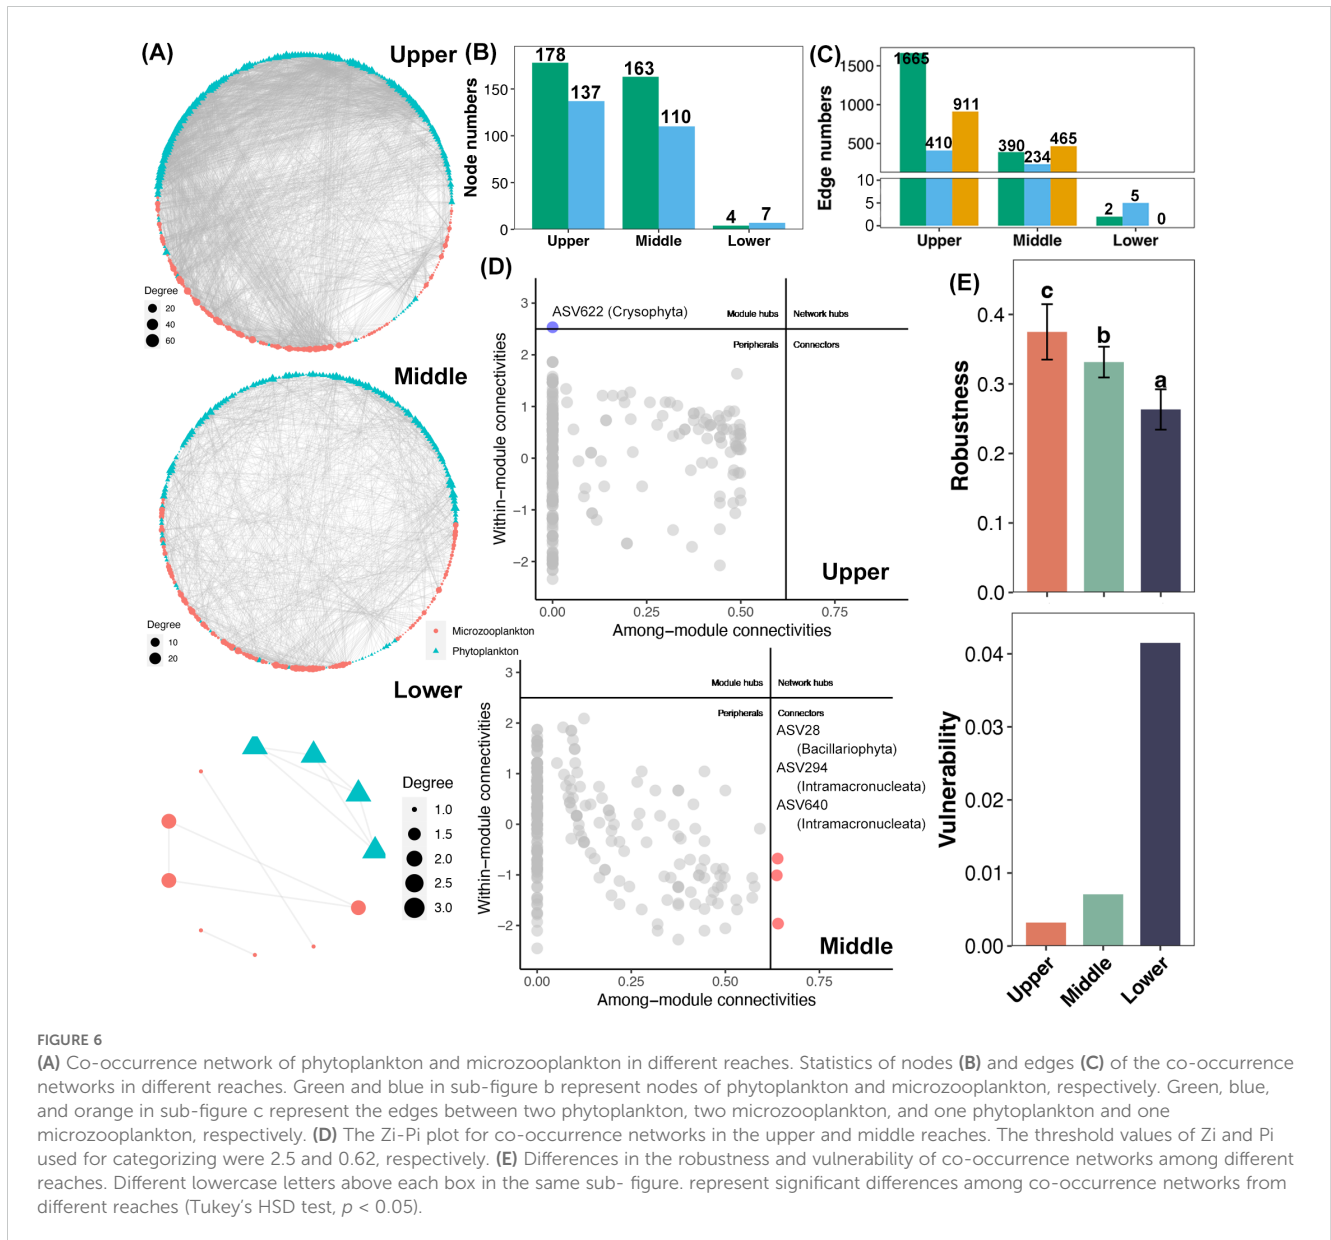 (A)
Upper
Degree
20
40
60
Middle
Degree
10
20
Microzooplankton
Phytoplankton
Lower
Degree
1.0
1.5
2.0
2.5
3.0
(B)
Node numbers
150
100
50
0
178
137
163
110
4
7
Upper
Middle
Lower
(C)
Edge numbers
1500
1000
500
10
5
0
1665
410
911
390
234
465
2
5
0
Upper
Middle
Lower
(D)
Within-module connectivities
3
2
1
0
-1
-2
ASV622 (Crysophyta)
Module hubs
Network hubs
Peripherals
Connectors
Upper
0.00
0.25
0.50
0.75
Among-module connectivities
Within-module connectivities
3
2
1
0
-1
-2
Module hubs
Network hubs
Peripherals
Connectors
ASV28
(Bacillariophyta)
ASV294
(Intramacronucleata)
ASV640
(Intramacronucleata)
Middle
0.00
0.25
0.50
0.75
Among-module connectivities
(E)
Robustness
0.4
0.3
0.2
0.1
0.0
c
b
a
Vulnerability
0.04
0.03
0.02
0.01
0.00
Upper
Middle
Lower
FIGURE 6
(A) Co-occurrence network of phytoplankton and microzooplankton in different reaches. Statistics of nodes (B) and edges (C) of the co-occurrence
networks in different reaches. Green and blue in sub-figure b represent nodes of phytoplankton and microzooplankton, respectively. Green, blue,
and orange in sub-figure c represent the edges between two phytoplankton, two microzooplankton, and one phytoplankton and one
microzooplankton, respectively. (D) The Zi-Pi plot for co-occurrence networks in the upper and middle reaches. The threshold values of Zi and Pi
used for categorizing were 2.5 and 0.62, respectively. (E) Differences in the robustness and vulnerability of co-occurrence networks among different
reaches. Different lowercase letters above each box in the same sub- figure. represent significant differences among co-occurrence networks from
different reaches (Tukey's HSD test, p < 0.05).